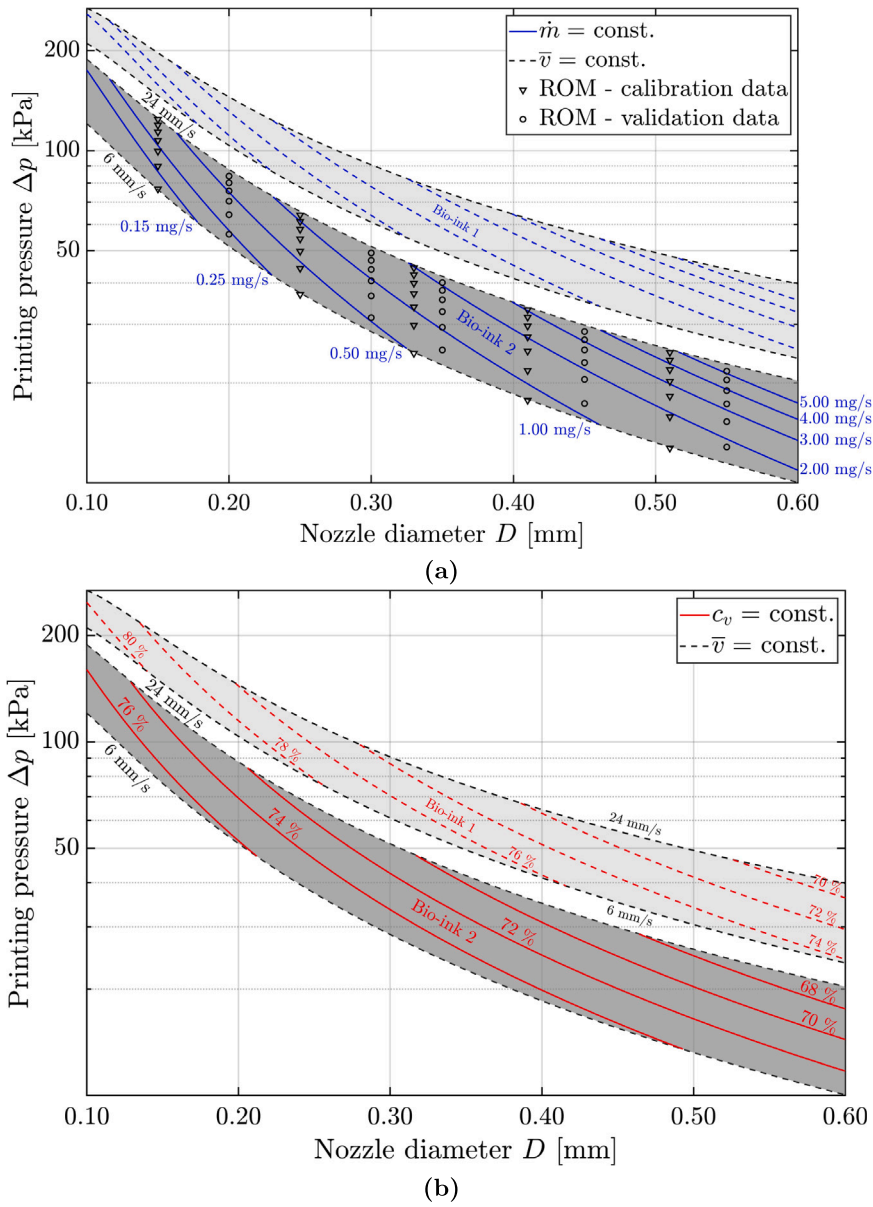 200
100
50
Printing pressure Δp [kPa]
ṁ = const.
v̅ = const.
ROM - calibration data
ROM - validation data
24 mm/s
6 mm/s
0.15 mg/s
0.25 mg/s
0.50 mg/s
1.00 mg/s
Bio-ink 1
Bio-ink 2
5.00 mg/s
4.00 mg/s
3.00 mg/s
2.00 mg/s
0.10 0.20 0.30 0.40 0.50 0.60
Nozzle diameter D [mm]
(a)
200
100
50
Printing pressure Δp [kPa]
c_v = const.
v̅ = const.
80 %
76 %
24 mm/s
6 mm/s
78 %
74 %
Bio-ink 1
24 mm/s
76 %
72 %
Bio-ink 2
6 mm/s
70 %
72 %
74 %
68 %
70 %
0.10 0.20 0.30 0.40 0.50 0.60
Nozzle diameter D [mm]
(b)